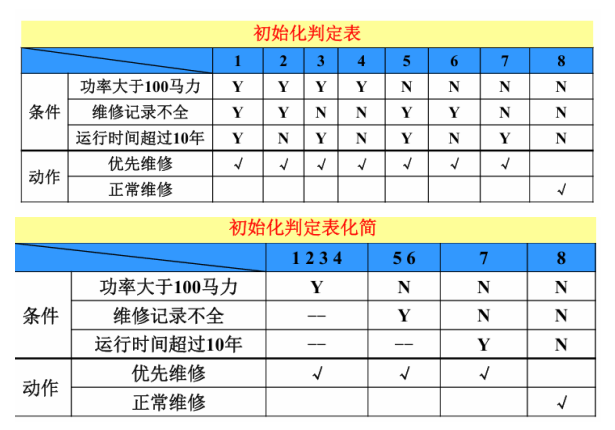 初始化判定表
1 2 3 4 5 6 7 8
条件 功率大于100马力 Y Y Y Y N N N N
维修记录不全 Y Y N N Y Y N N
运行时间超过10年 Y N Y N Y N Y N
动作 优先维修 √ √ √ √ √ √ √
正常维修 √
初始化判定表化简
1 2 3 4 5 6 7 8
条件 功率大于100马力 Y N N N
维修记录不全 -- Y N N
运行时间超过10年 -- -- Y N
动作 优先维修 √ √ √
正常维修 √